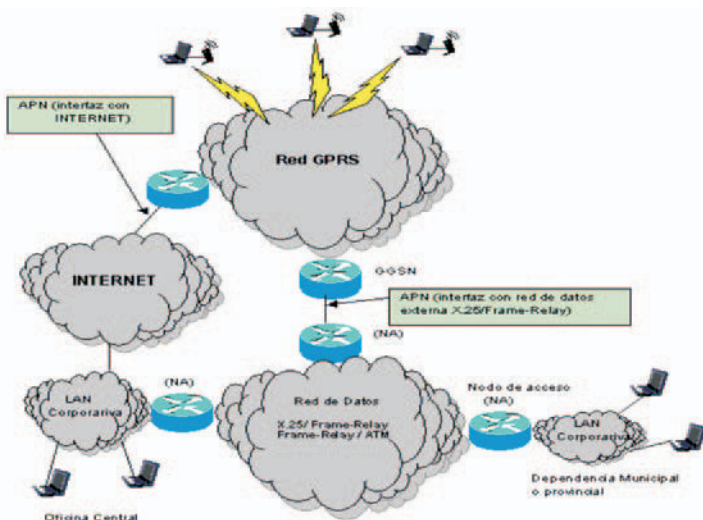 APN (interfaz con
INTERNET)
Red GPRS
INTERNET
GGSN
APN (interfaz con red de datos
externa X.25/Frame-Relay)
(NA)
(NA)
LAN
Corporariva
Red de Datos
X.25/ Frame-Relay
Frame-Relay / ATM
Nodo de acceso
(NA)
LAN
Corporativa
Dependencia Municipal
o provincial
Oficina Central